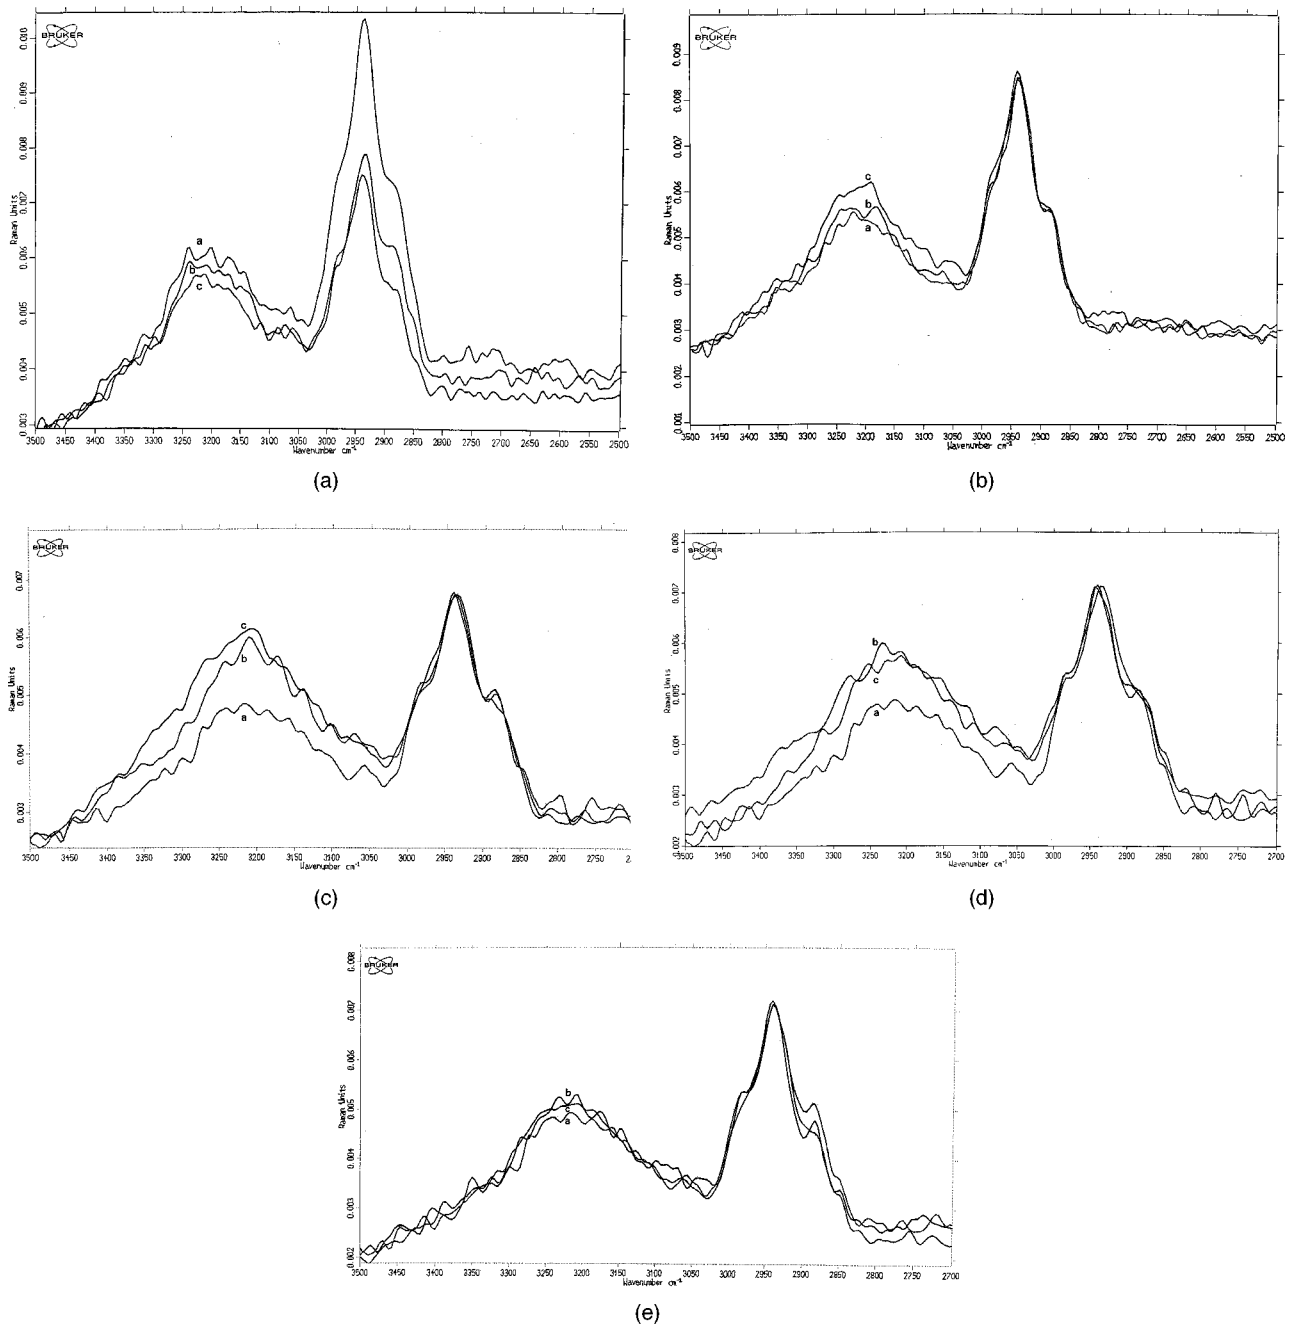 BRUKER
Raman Units
0.003 0.004 0.005 0.006 0.007 0.008 0.009 0.010
a
b
c
3500 3450 3400 3350 3300 3250 3200 3150 3100 3050 3000 2950 2900 2850 2800 2750 2700 2650 2600 2550 2500
Wavenumber cm-1
(a)
BRUKER
Raman Units
0.001 0.002 0.003 0.004 0.005 0.006 0.007 0.008 0.009
c
b
a
3500 3450 3400 3350 3300 3250 3200 3150 3100 3050 3000 2950 2900 2850 2800 2750 2700 2650 2600 2550 2500
Wavenumber cm-1
(b)
BRUKER
Raman Units
0.003 0.004 0.005 0.006 0.007
c
b
a
3500 3450 3400 3350 3300 3250 3200 3150 3100 3050 3000 2950 2900 2850 2800 2750 2
Wavenumber cm-1
(c)
BRUKER
Raman Units
0.002 0.003 0.004 0.005 0.006 0.007 0.008
b
c
a
3500 3450 3400 3350 3300 3250 3200 3150 3100 3050 3000 2950 2900 2850 2800 2750 2700
Wavenumber cm-1
(d)
BRUKER
Raman Units
0.002 0.003 0.004 0.005 0.006 0.007 0.008
b
c
a
3500 3450 3400 3350 3300 3250 3200 3150 3100 3050 3000 2950 2900 2850 2800 2750 2700
Wavenumber cm-1
(e)